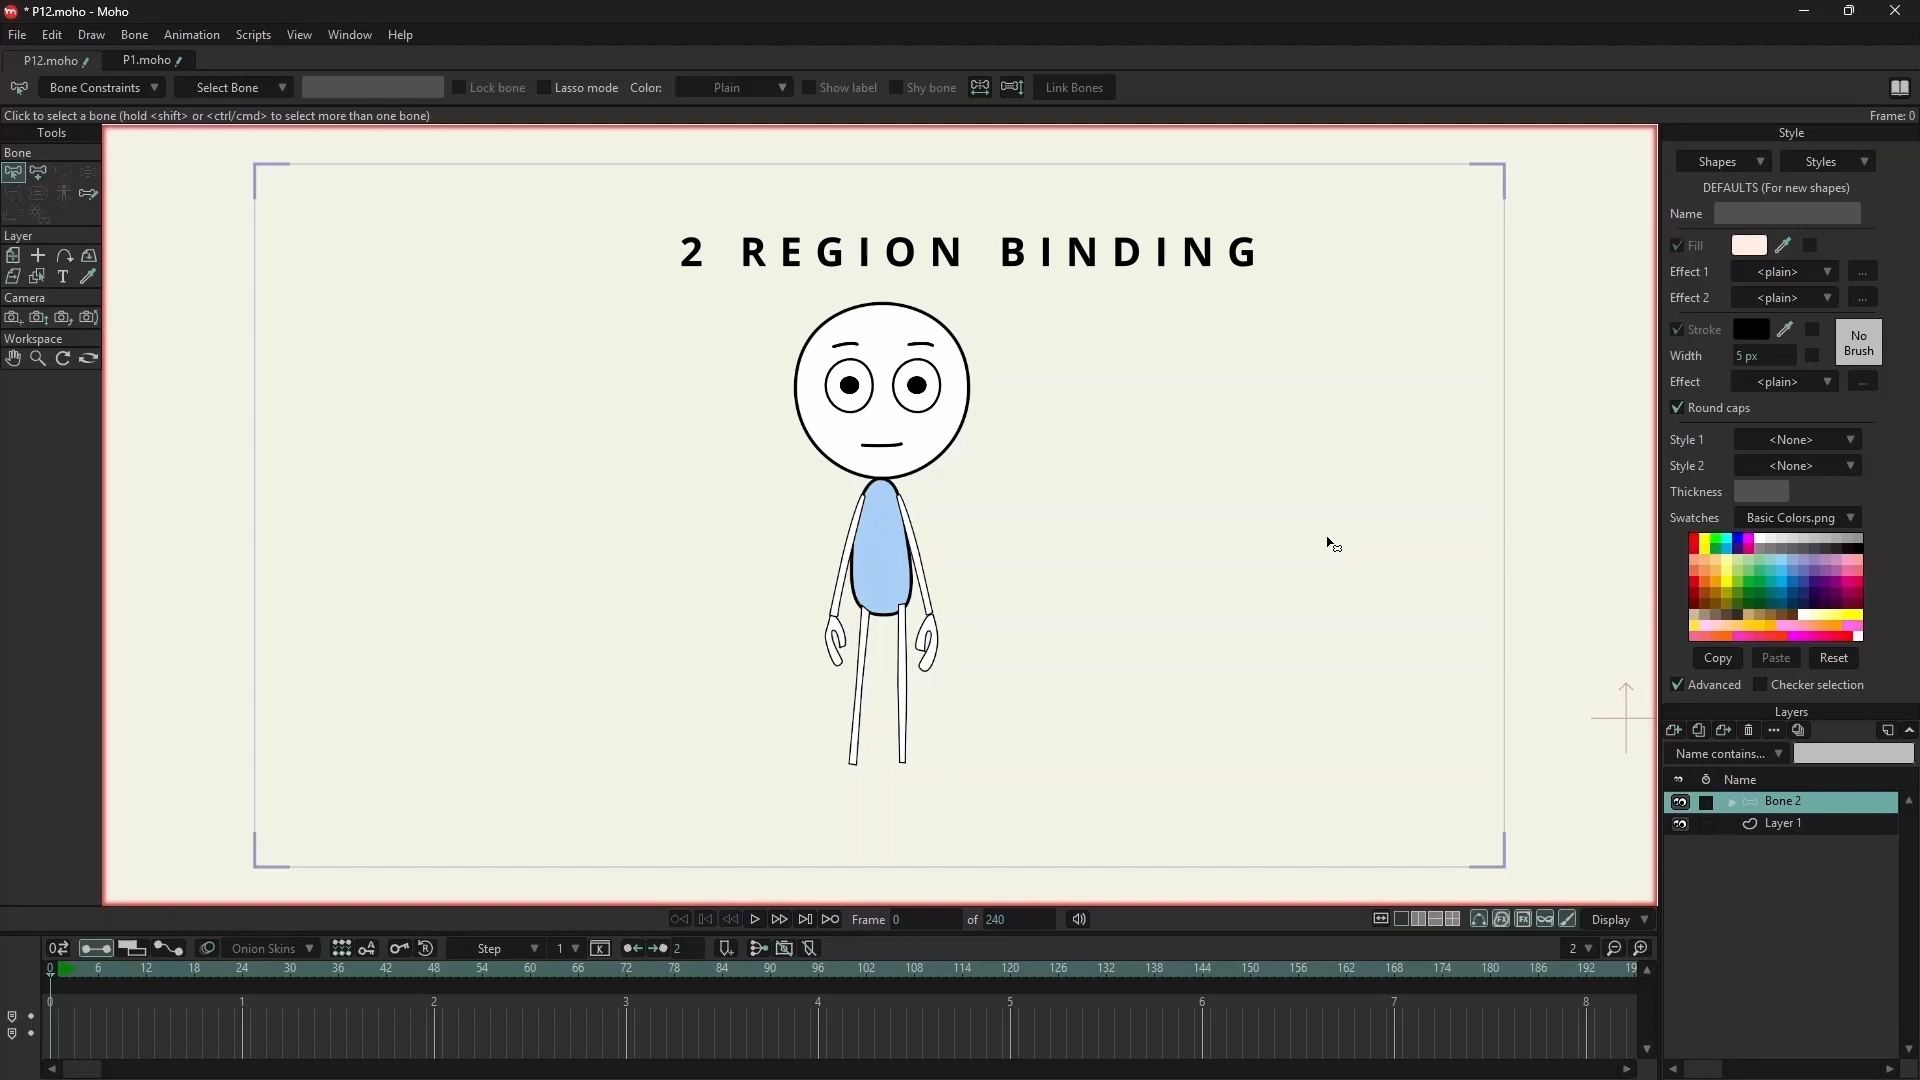 * P12.moho - Moho
File Edit Draw Bone Animation Scripts View Window Help
P12.moho P1.moho
Bone Constraints Select Bone Lock bone Lasso mode Color: Plain Show label Shy bone Link Bones
Click to select a bone (hold <shift> or <ctrl/cmd> to select more than one bone) Frame: 0
Tools
Bone
Layer
T
Camera
Workspace
2 REGION BINDING
Style
Shapes Styles
DEFAULTS (For new shapes)
Name
Fill
Effect 1 <plain> ...
Effect 2 <plain> ...
Stroke No Brush
Width 5 px
Effect <plain> ...
Round caps
Style 1 <None>
Style 2 <None>
Thickness
Swatches Basic Colors.png
Copy Paste Reset
Advanced Checker selection
Layers
Name contains...
Name
Bone 2
Layer 1
Frame 0 of 240 Display
Onion Skins Step 1 K 2 2
0 6 12 18 24 30 36 42 48 54 60 66 72 78 84 90 96 102 108 114 120 126 132 138 144 150 156 162 168 174 180 186 192 19
0 1 2 3 4 5 6 7 8